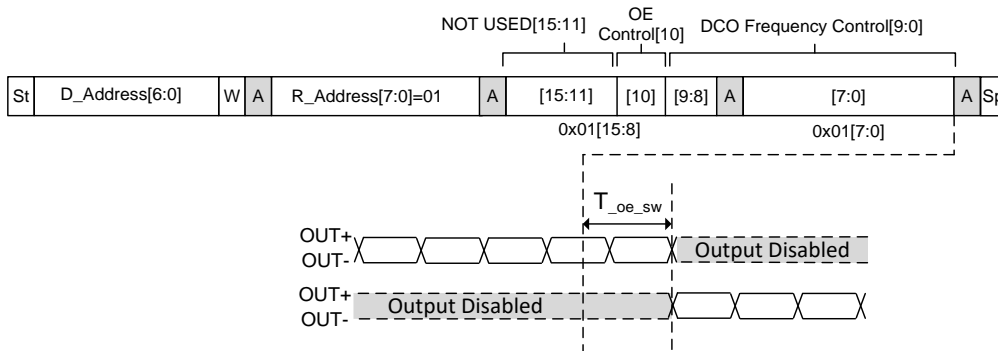 NOT USED[15:11]
OE
Control[10]
DCO Frequency Control[9:0]
St D_Address[6:0] W A R_Address[7:0]=01 A [15:11] [10] [9:8] A [7:0] A Sp
0x01[15:8] 0x01[7:0]
T_oe_sw
OUT+
OUT-
Output Disabled
OUT+
OUT-
Output Disabled